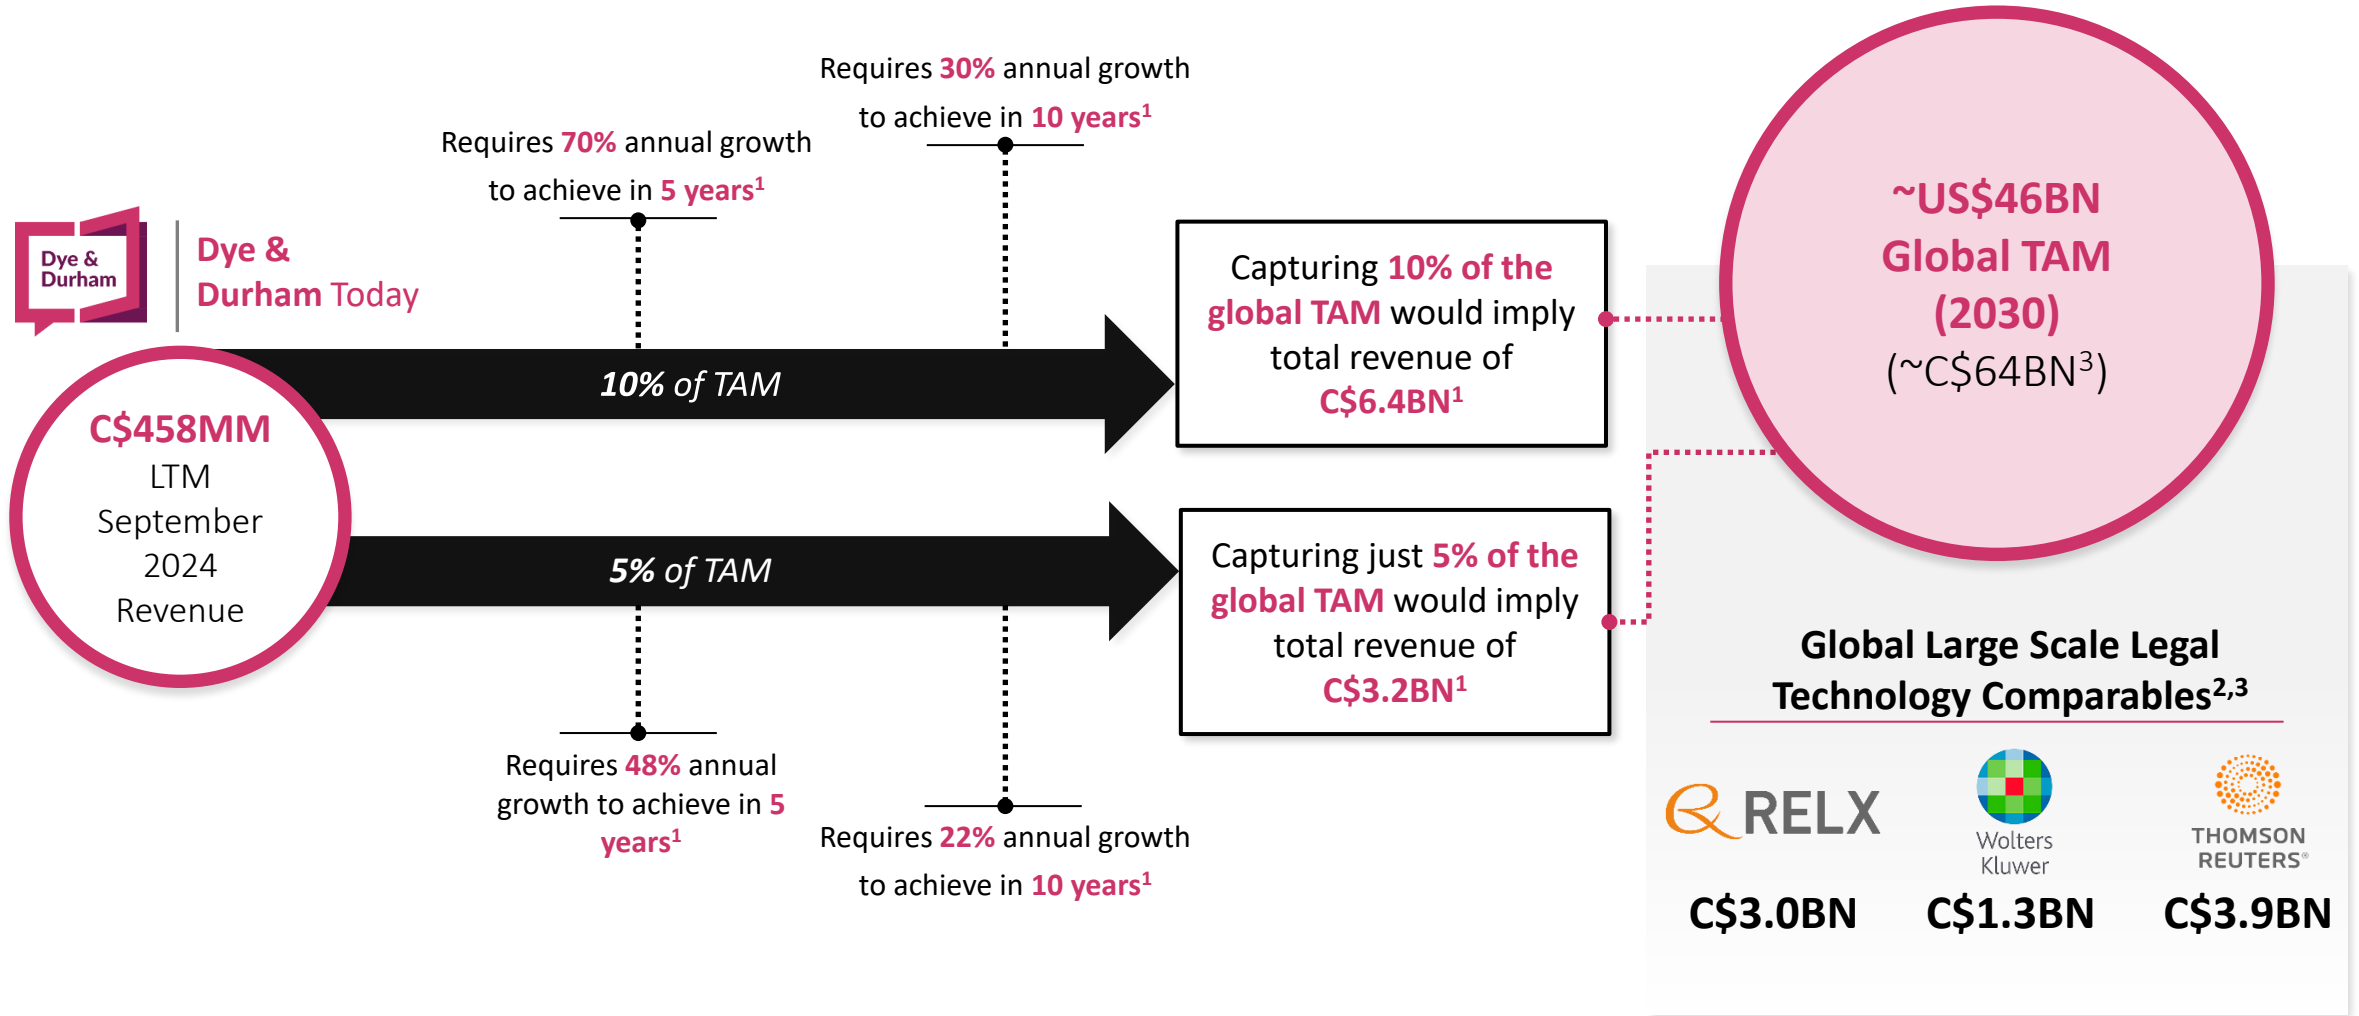 Requires 30% annual growth
to achieve in 10 years¹
Requires 70% annual growth
to achieve in 5 years¹
Dye &
Durham
Dye &
Durham Today
C$458MM
LTM
September
2024
Revenue
10% of TAM
5% of TAM
Capturing 10% of the
global TAM would imply
total revenue of
C$6.4BN¹
Capturing just 5% of the
global TAM would imply
total revenue of
C$3.2BN¹
Requires 48% annual
growth to achieve in 5
years¹
Requires 22% annual growth
to achieve in 10 years¹
~US$46BN
Global TAM
(2030)
(~C$64BN³)
Global Large Scale Legal
Technology Comparables²,³
RELX
Wolters
Kluwer
THOMSON
REUTERS®
C$3.0BN
C$1.3BN
C$3.9BN